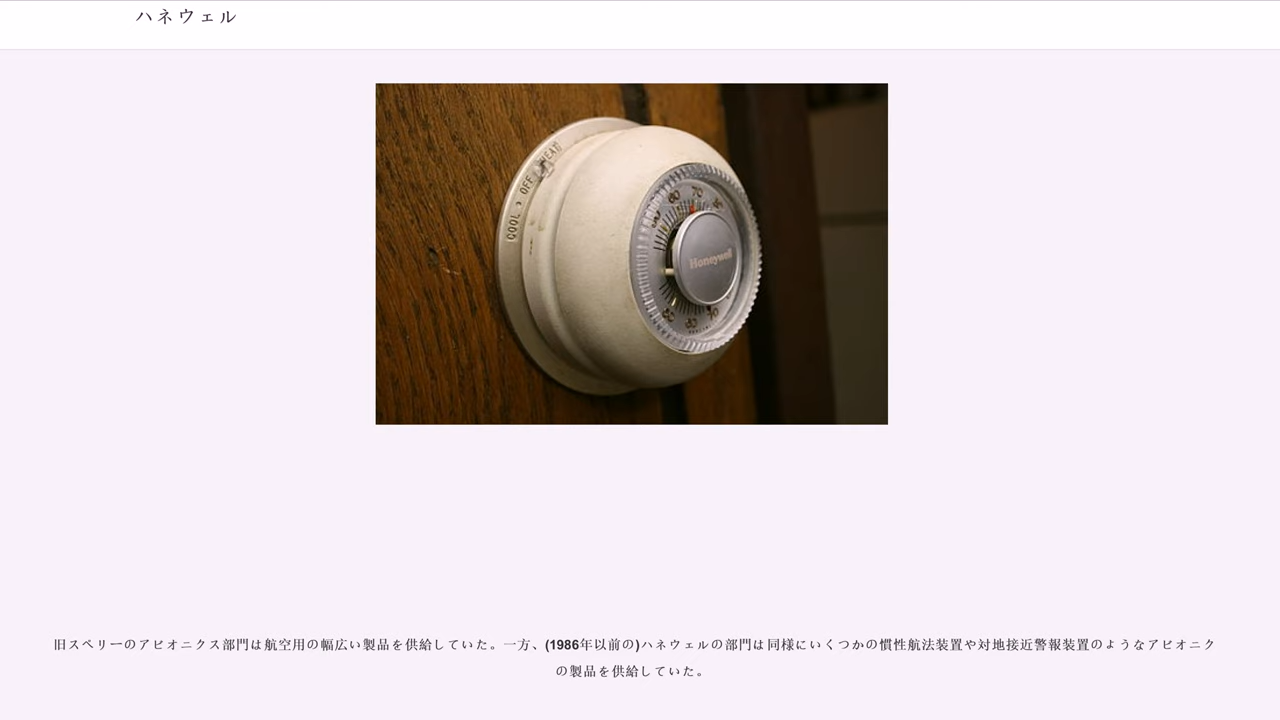 ハネウェル
COOL OFF HEAT
70
Honeywell
旧スペリーのアビオニクス部門は航空用の幅広い製品を供給していた。一方、(1986年以前の)ハネウェルの部門は同様にいくつかの慣性航法装置や対地接近警報装置のようなアビオニク
の製品を供給していた。